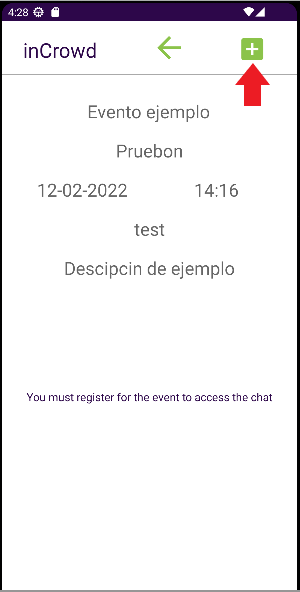 4:28
inCrowd
Evento ejemplo
Pruebon
12-02-2022 14:16
test
Descipcin de ejemplo
You must register for the event to access the chat